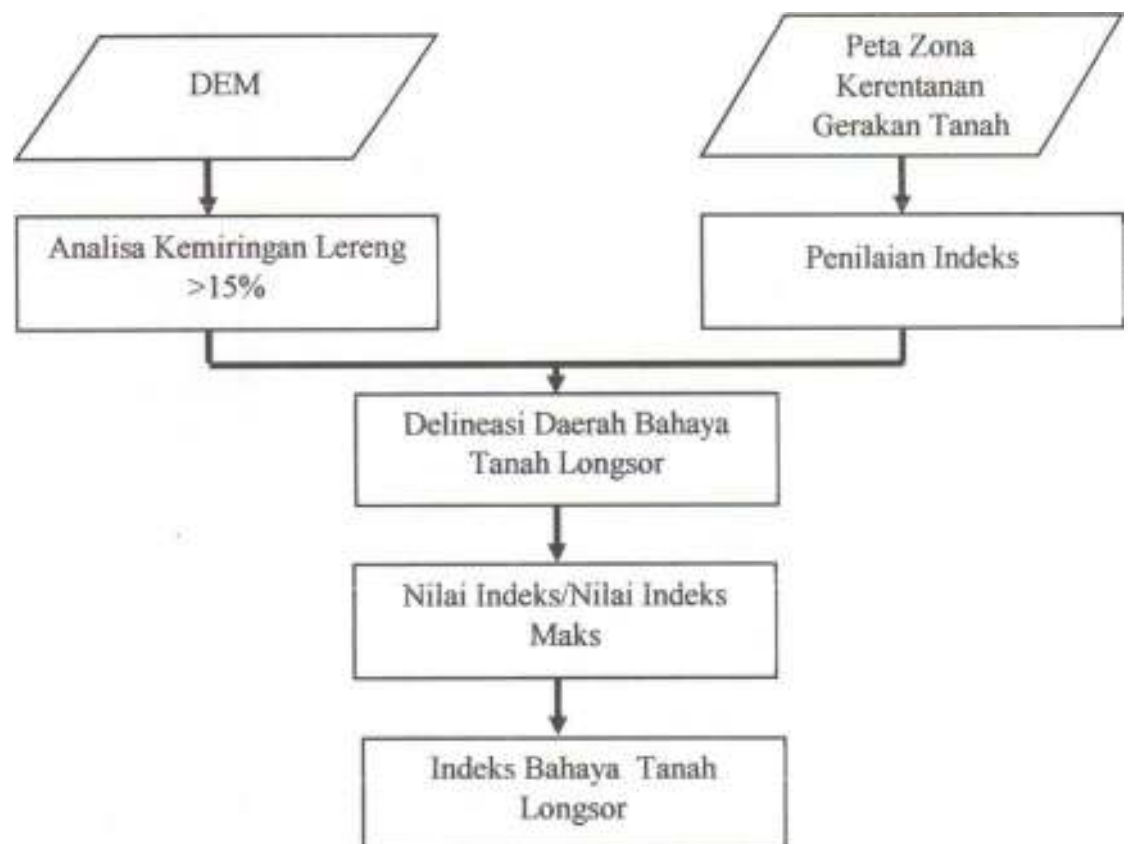 DEM
Peta Zona
Kerentanan
Gerakan Tanah
Analisa Kemiringan Lereng
>15%
Penilaian Indeks
Delineasi Daerah Bahaya
Tanah Longsor
Nilai Indeks/Nilai Indeks
Maks
Indeks Bahaya Tanah
Longsor